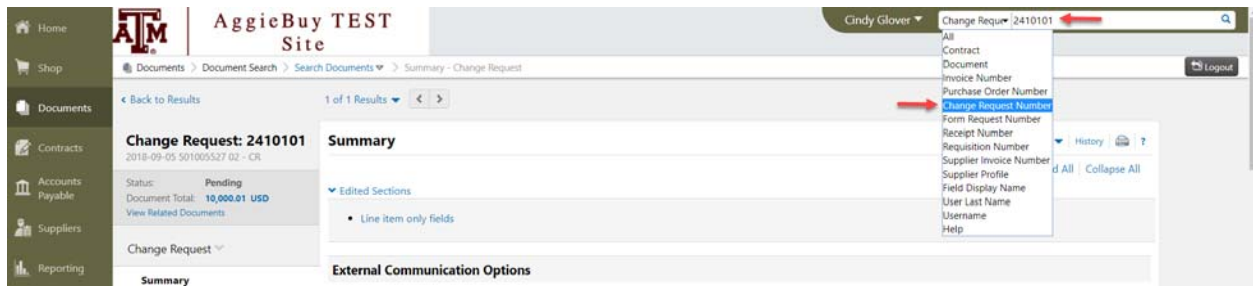 Home
Shop
Documents
Contracts
Accounts
Payable
Suppliers
Reporting
ATM
AggieBuy TEST
Site
Cindy Glover
Change Reque 2410101
All
Contract
Document
Invoice Number
Purchase Order Number
Change Request Number
Form Request Number
Receipt Number
Requisition Number
Supplier Invoice Number
Supplier Profile
Field Display Name
User Last Name
Username
Help
Documents > Document Search > Search Documents > Summary - Change Request
Logout
< Back to Results
1 of 1 Results
Change Request: 2410101
2018-09-05 501005527 02 - CR
Status: Pending
Document Total: 10,000.01 USD
View Related Documents
Change Request
Summary
Summary
History ?
d All Collapse All
Edited Sections
• Line item only fields
External Communication Options